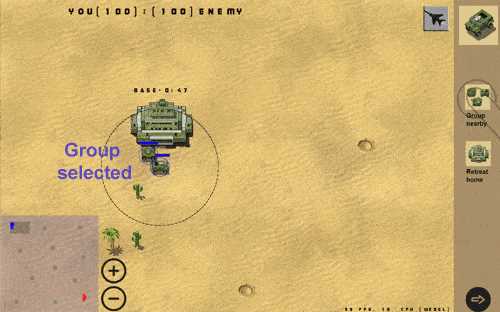 YOU(100):(100)ENEMY
BASE-0:47
Group
selected
Group
nearby
Retreat
home